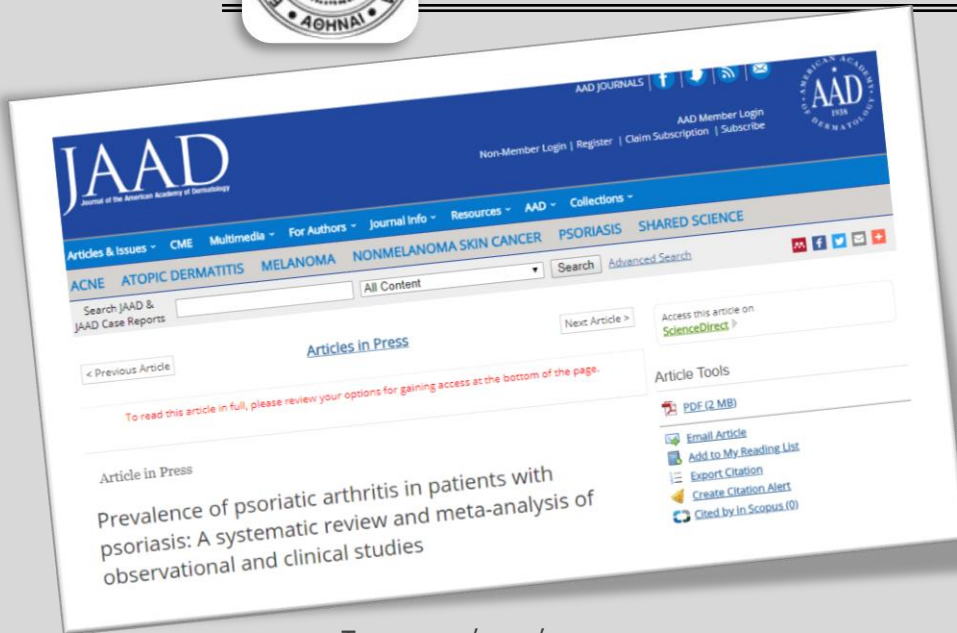 ΑΘΗΝΑΙ
AAD JOURNALS
AMERICAN ACADEMY OF DERMATOLOGY
AAD
1938
JAAD
Journal of the American Academy of Dermatology
AAD Member Login
Non-Member Login | Register | Claim Subscription | Subscribe
Articles & Issues CME Multimedia For Authors Journal Info Resources AAD Collections
ACNE ATOPIC DERMATITIS MELANOMA NONMELANOMA SKIN CANCER PSORIASIS SHARED SCIENCE
Search JAAD &
JAAD Case Reports
All Content
Search
Advanced Search
< Previous Article
Articles in Press
Next Article >
Access this article on
ScienceDirect
To read this article in full, please review your options for gaining access at the bottom of the page.
Article Tools
PDF (2 MB)
Email Article
Add to My Reading List
Export Citation
Create Citation Alert
Cited by in Scopus (0)
Article in Press
Prevalence of psoriatic arthritis in patients with
psoriasis: A systematic review and meta-analysis of
observational and clinical studies